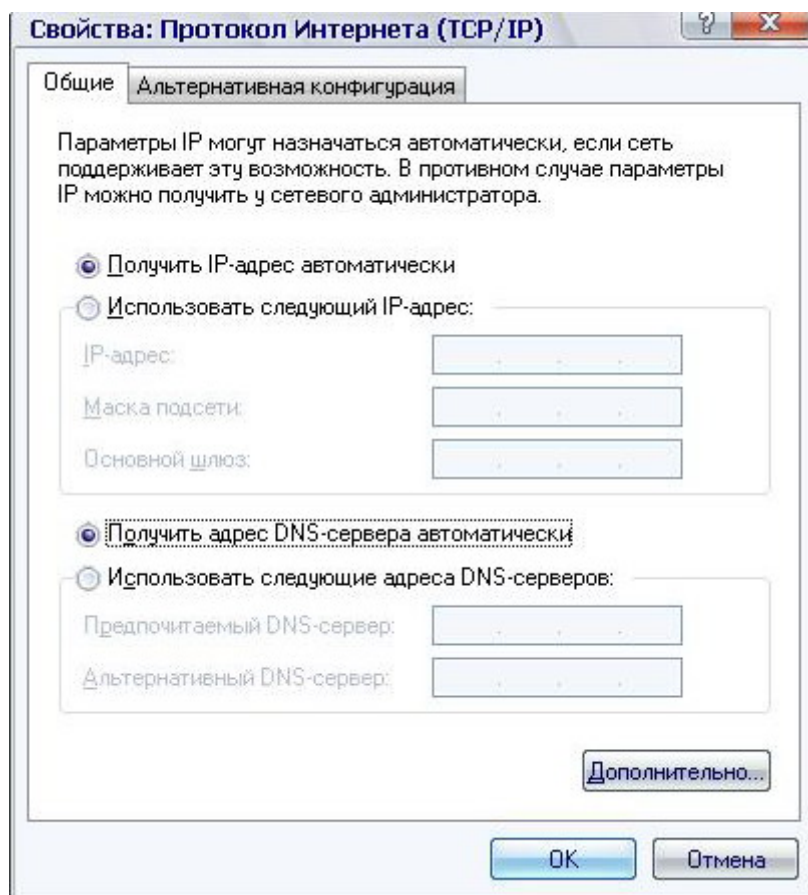 Свойства: Протокол Интернета (TCP/IP)
Общие
Альтернативная конфигурация
Параметры IP могут назначаться автоматически, если сеть
поддерживает эту возможность. В противном случае параметры
IP можно получить у сетевого администратора.
Получить IP-адрес автоматически
Использовать следующий IP-адрес:
IP-адрес:
Маска подсети:
Основной шлюз:
Получить адрес DNS-сервера автоматически
Использовать следующие адреса DNS-серверов:
Предпочитаемый DNS-сервер:
Альтернативный DNS-сервер:
Дополнительно...
OK
Отмена